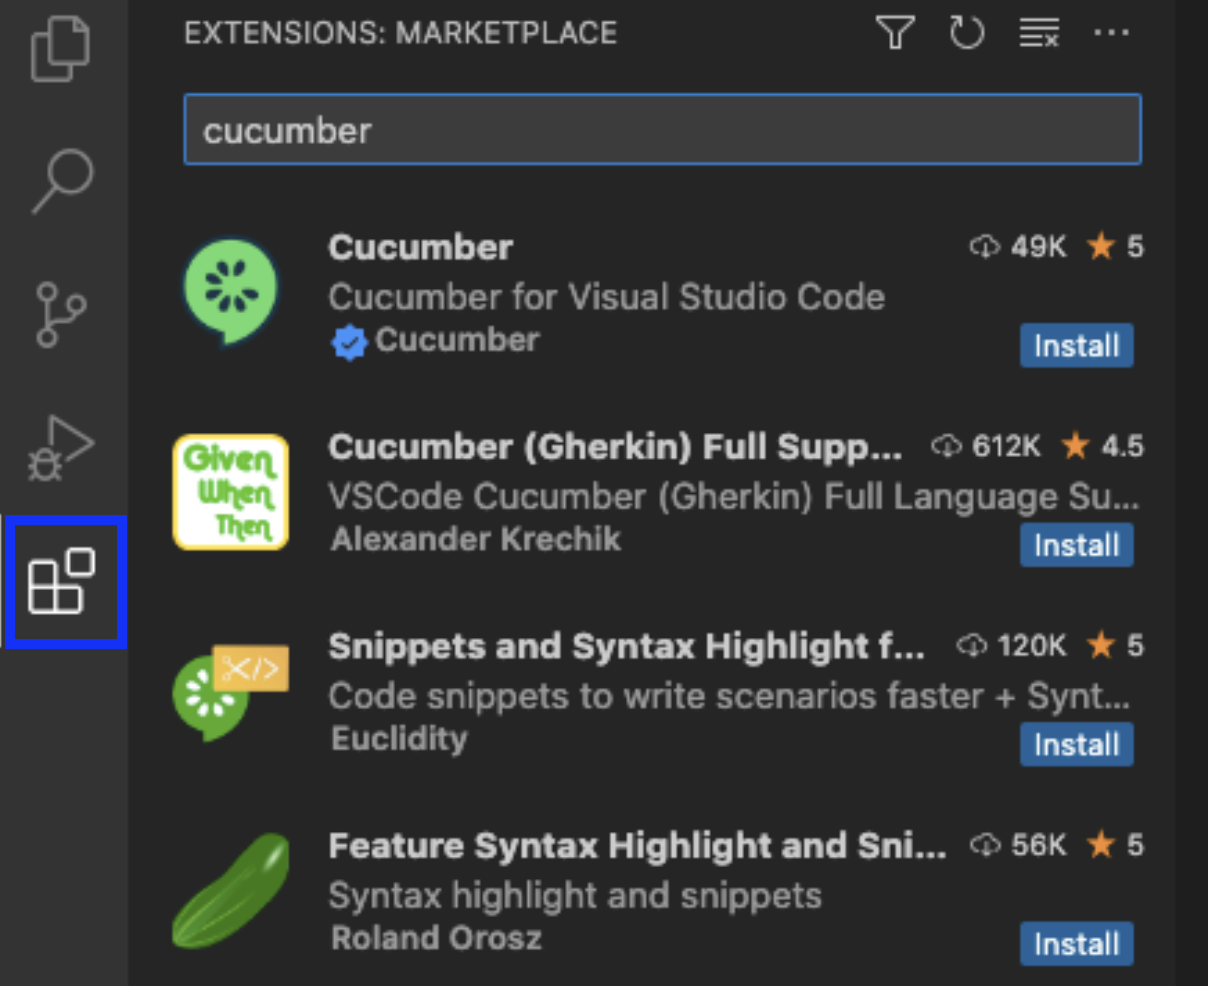 EXTENSIONS: MARKETPLACE
cucumber
Cucumber 49K ★ 5
Cucumber for Visual Studio Code
Cucumber
Install
Given
When
Then
Cucumber (Gherkin) Full Supp... 612K ★ 4.5
VSCode Cucumber (Gherkin) Full Language Su...
Alexander Krechik
Install
</>
Snippets and Syntax Highlight f... 120K ★ 5
Code snippets to write scenarios faster + Synt...
Euclidity
Install
Feature Syntax Highlight and Sni... 56K ★ 5
Syntax highlight and snippets
Roland Orosz
Install